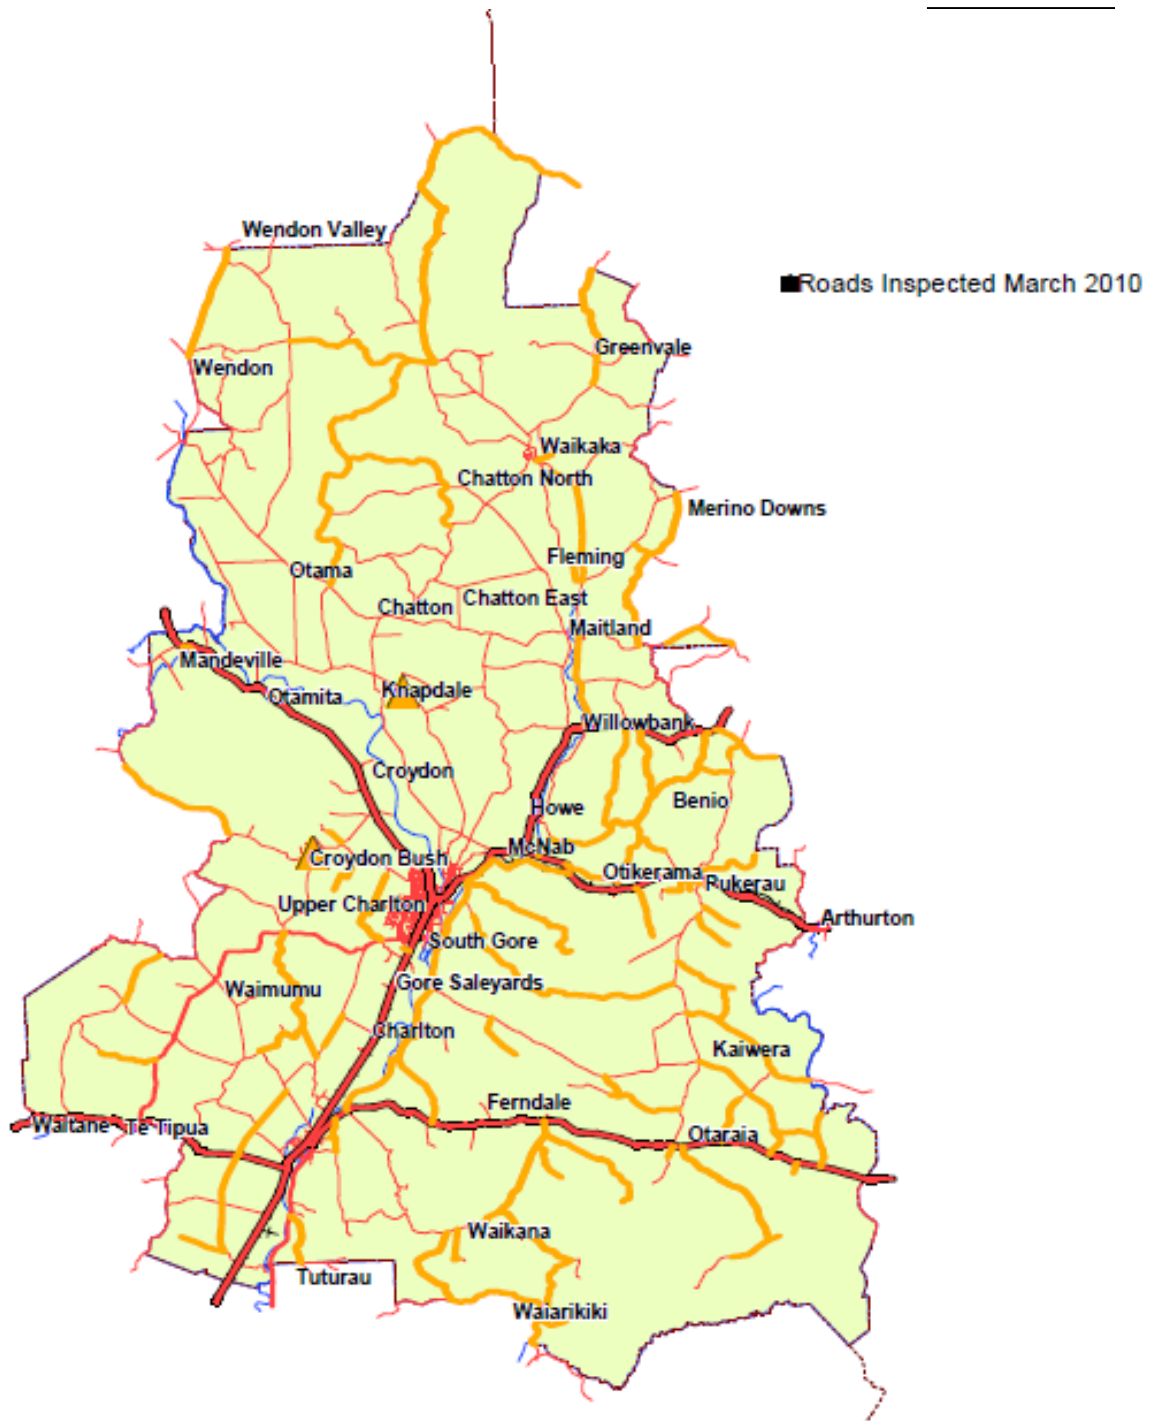 Wendon Valley
Roads Inspected March 2010
Greenvale
Wendon
Waikaka
Chatton North
Merino Downs
Fleming
Otama
Chatton East
Chatton
Maitland
Mandeville
Knapdale
Otamita
Willowbank
Croydon
Benio
Howe
McNab
Croydon Bush
Otikerama
Pukerau
Upper Charlton
Arthurton
South Gore
Gore Saleyards
Waimumu
Charlton
Kaiwera
Ferndale
Waitane
Te Tipua
Otaraia
Waikana
Tuturau
Waiarikiki